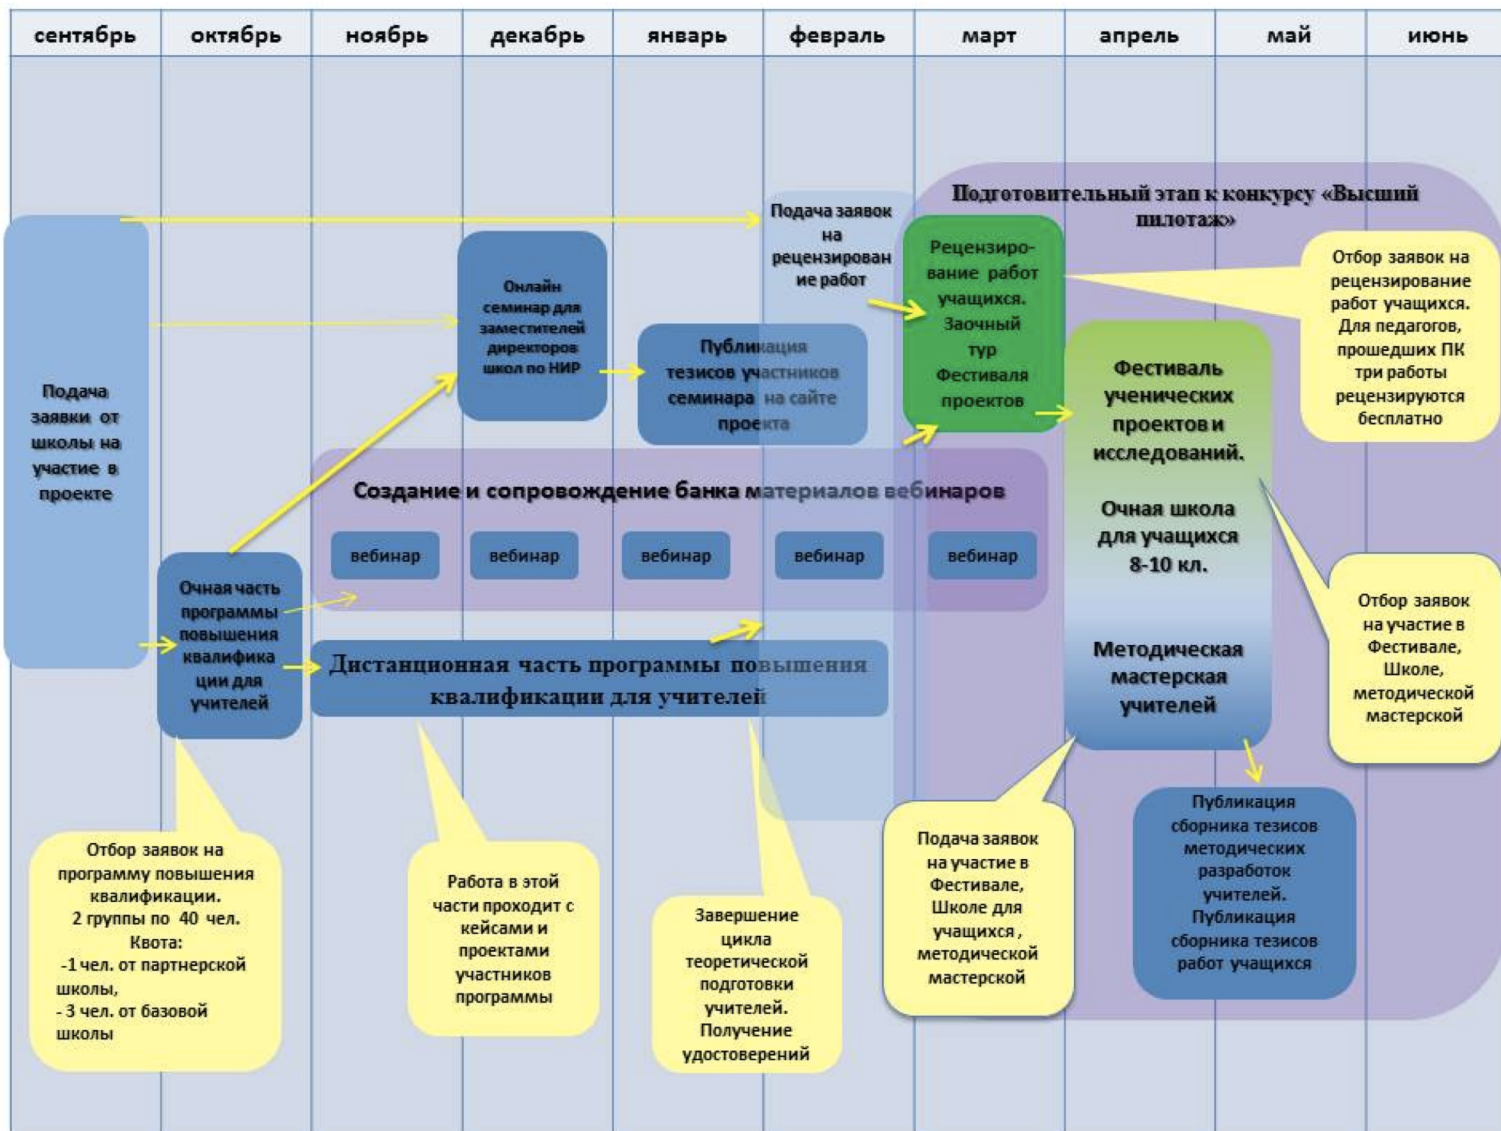 сентябрь
октябрь
ноябрь
декабрь
январь
февраль
март
апрель
май
июнь
Подача
заявки от
школы на
участие в
проекте
Очная часть
программы
повышения
квалифика
ции для
учителей
Онлайн
семинар для
заместителей
директоров
школ по НИР
Публикация
тезисов участников
семинара на сайте
проекта
Подача заявок
на
рецензирован
ие работ
Подготовительный этап к конкурсу «Высший
пилотаж»
Рецензиро-
вание работ
учащихся.
Заочный
тур
Фестиваля
проектов
Отбор заявок на
рецензирование
работ учащихся.
Для педагогов,
прошедших ПК
три работы
рецензируются
бесплатно
Фестиваль
ученических
проектов и
исследований.
Очная школа
для учащихся
8-10 кл.
Методическая
мастерская
учителей
Создание и сопровождение банка материалов вебинаров
вебинар
вебинар
вебинар
вебинар
вебинар
Дистанционная часть программы повышения
квалификации для учителей
Отбор заявок
на участие в
Фестивале,
Школе,
методической
мастерской
Отбор заявок на
программу повышения
квалификации.
2 группы по 40 чел.
Квота:
-1 чел. от партнерской
школы,
- 3 чел. от базовой
школы
Работа в этой
части проходит с
кейсами и
проектами
участников
программы
Завершение
цикла
теоретической
подготовки
учителей.
Получение
удостоверений
Подача заявок
на участие в
Фестивале,
Школе для
учащихся ,
методической
мастерской
Публикация
сборника тезисов
методических
разработок
учителей.
Публикация
сборника тезисов
работ учащихся